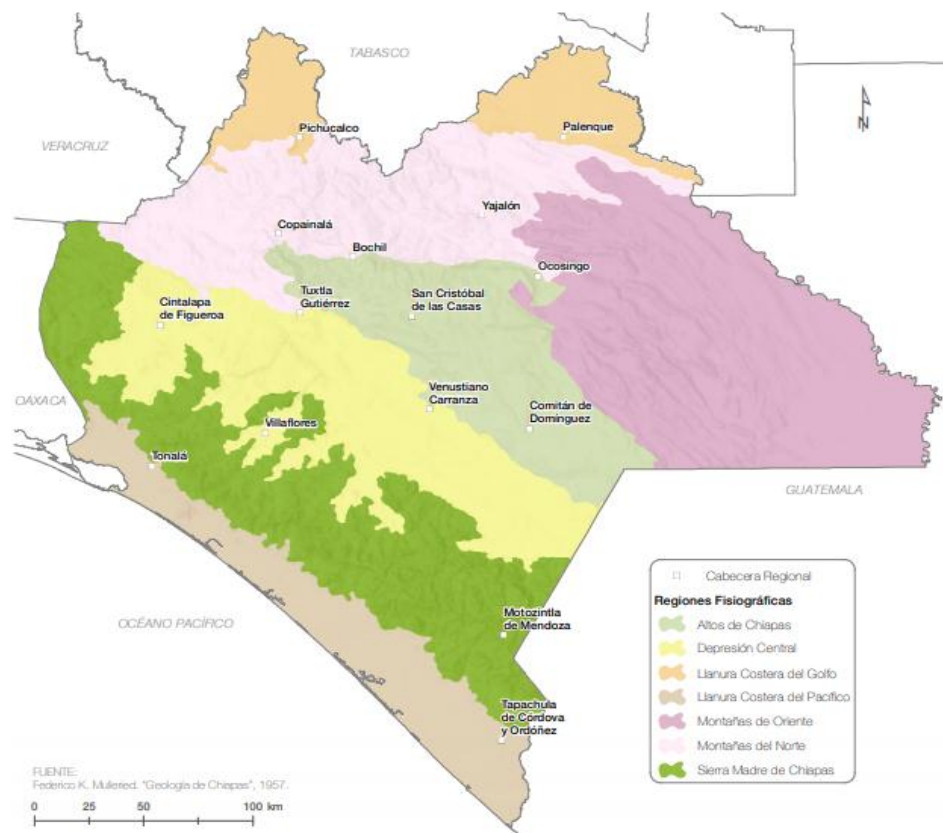 TABASCO
Pichucalco
Palenque
N
VERACRUZ
Yajalón
Copainalá
Bochil
Ocosingo
Tuxtla
Gutiérrez
San Cristóbal
de las Casas
Cintalapa
de Figueroa
Venustiano
Carranza
OAXACA
Comitán de
Domínguez
Villaflores
Tonalá
GUATEMALA
Cabecera Regional
Regiones Fisiográficas
Altos de Chiapas
Depresión Central
Llanura Costera del Golfo
Llanura Costera del Pacífico
Montañas de Oriente
Montañas del Norte
Sierra Madre de Chiapas
OCÉANO PACÍFICO
Motozintla
de Mendoza
Tapachula
de Córdova
y Ordóñez
FUENTE:
Federico K. Mulleried. "Geología de Chiapas", 1957.
0 25 50 100 km